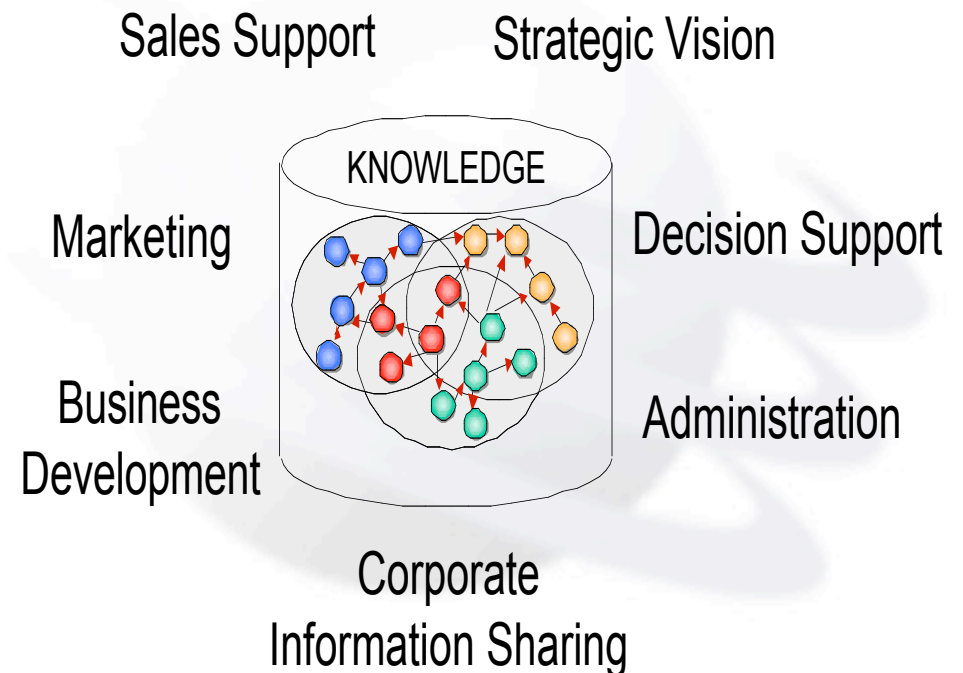 Sales Support
Strategic Vision
KNOWLEDGE
Marketing
Decision Support
Business
Development
Administration
Corporate
Information Sharing